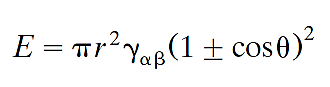 E = πr²γ_αβ(1 ± cosθ)²